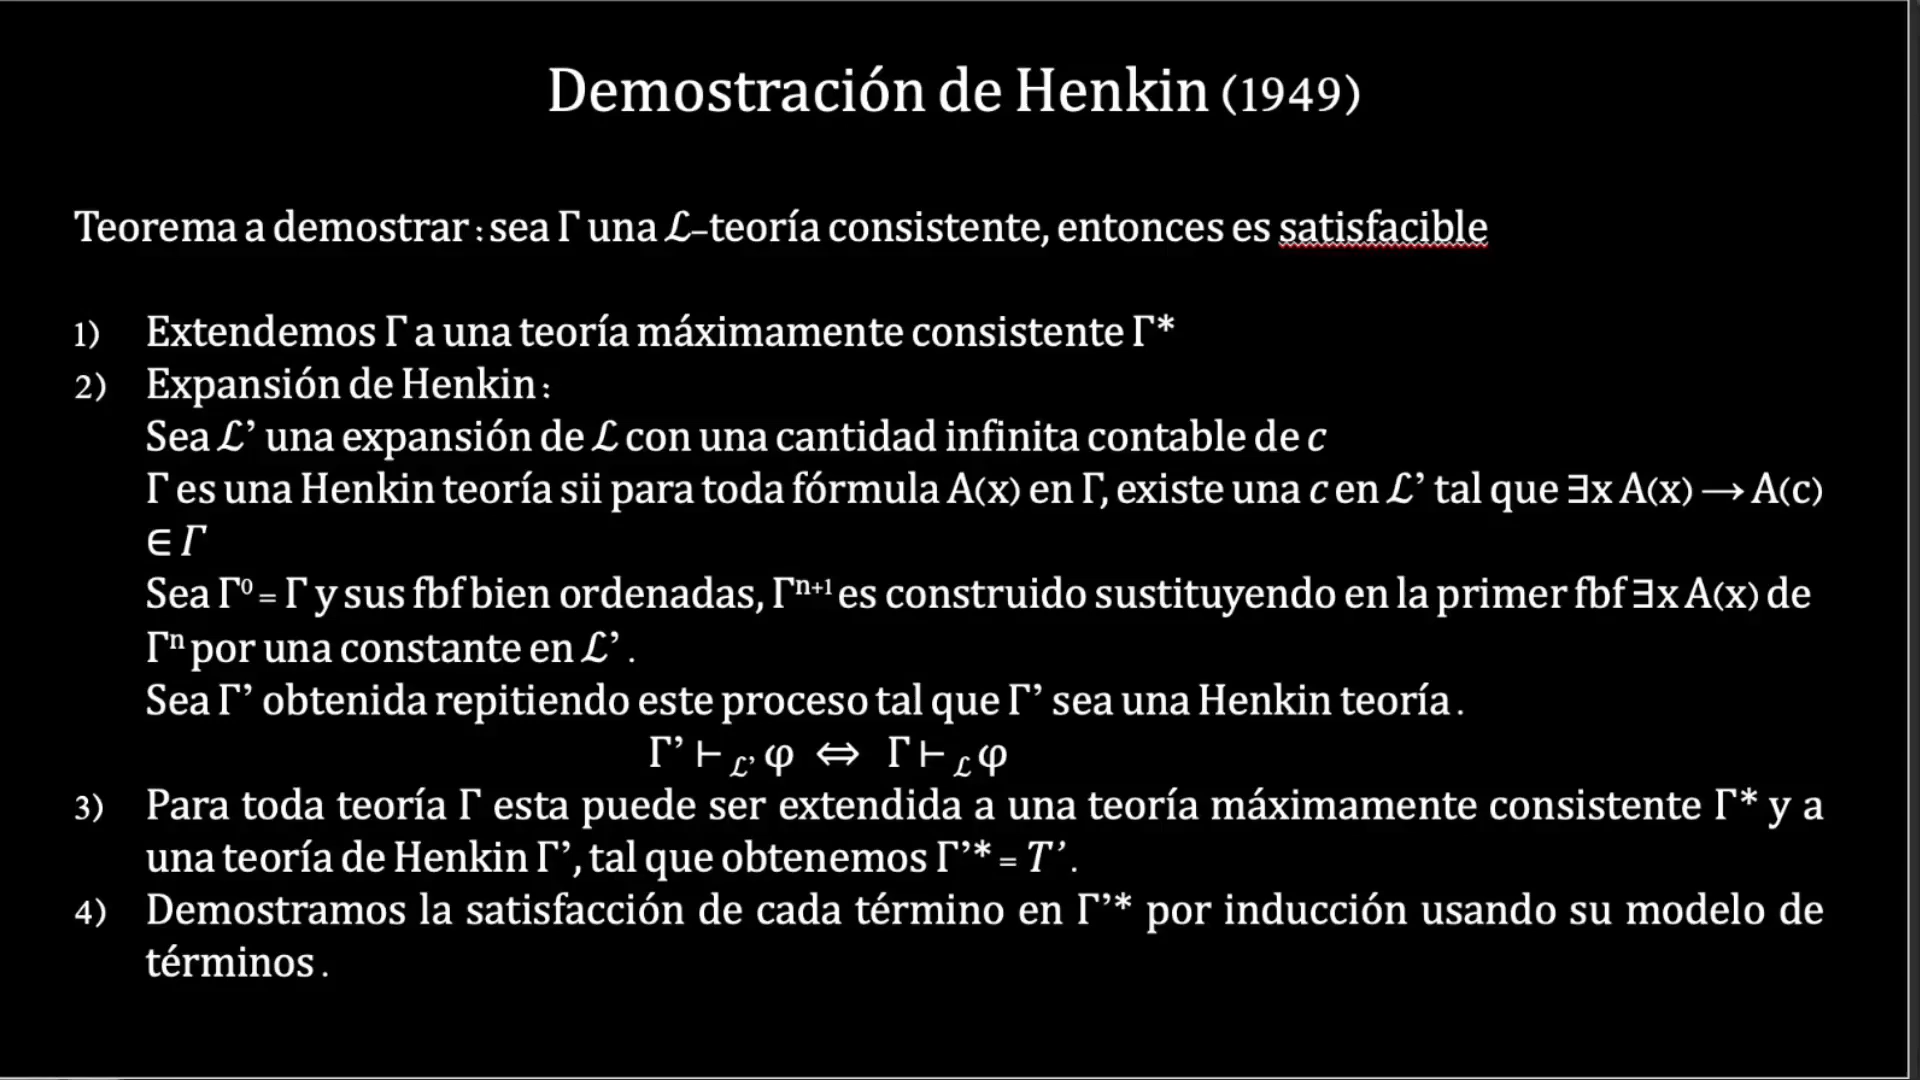 Demostración de Henkin (1949)
Teorema a demostrar: sea Γ una ℒ–teoría consistente, entonces es satisfacible
1) Extendemos Γ a una teoría máximamente consistente Γ*
2) Expansión de Henkin:
Sea ℒ’ una expansión de ℒ con una cantidad infinita contable de c
Γ es una Henkin teoría sii para toda fórmula A(x) en Γ, existe una c en ℒ’ tal que ∃x A(x) → A(c)
∈ Γ
Sea Γ⁰ = Γ y sus fbf bien ordenadas, Γⁿ⁺¹ es construido sustituyendo en la primer fbf ∃x A(x) de
Γⁿ por una constante en ℒ’.
Sea Γ’ obtenida repitiendo este proceso tal que Γ’ sea una Henkin teoría.
Γ’ ⊢ ℒ’ φ ⇔ Γ ⊢ ℒ φ
3) Para toda teoría Γ esta puede ser extendida a una teoría máximamente consistente Γ* y a
una teoría de Henkin Γ’, tal que obtenemos Γ’* = T’.
4) Demostramos la satisfacción de cada término en Γ’* por inducción usando su modelo de
términos.